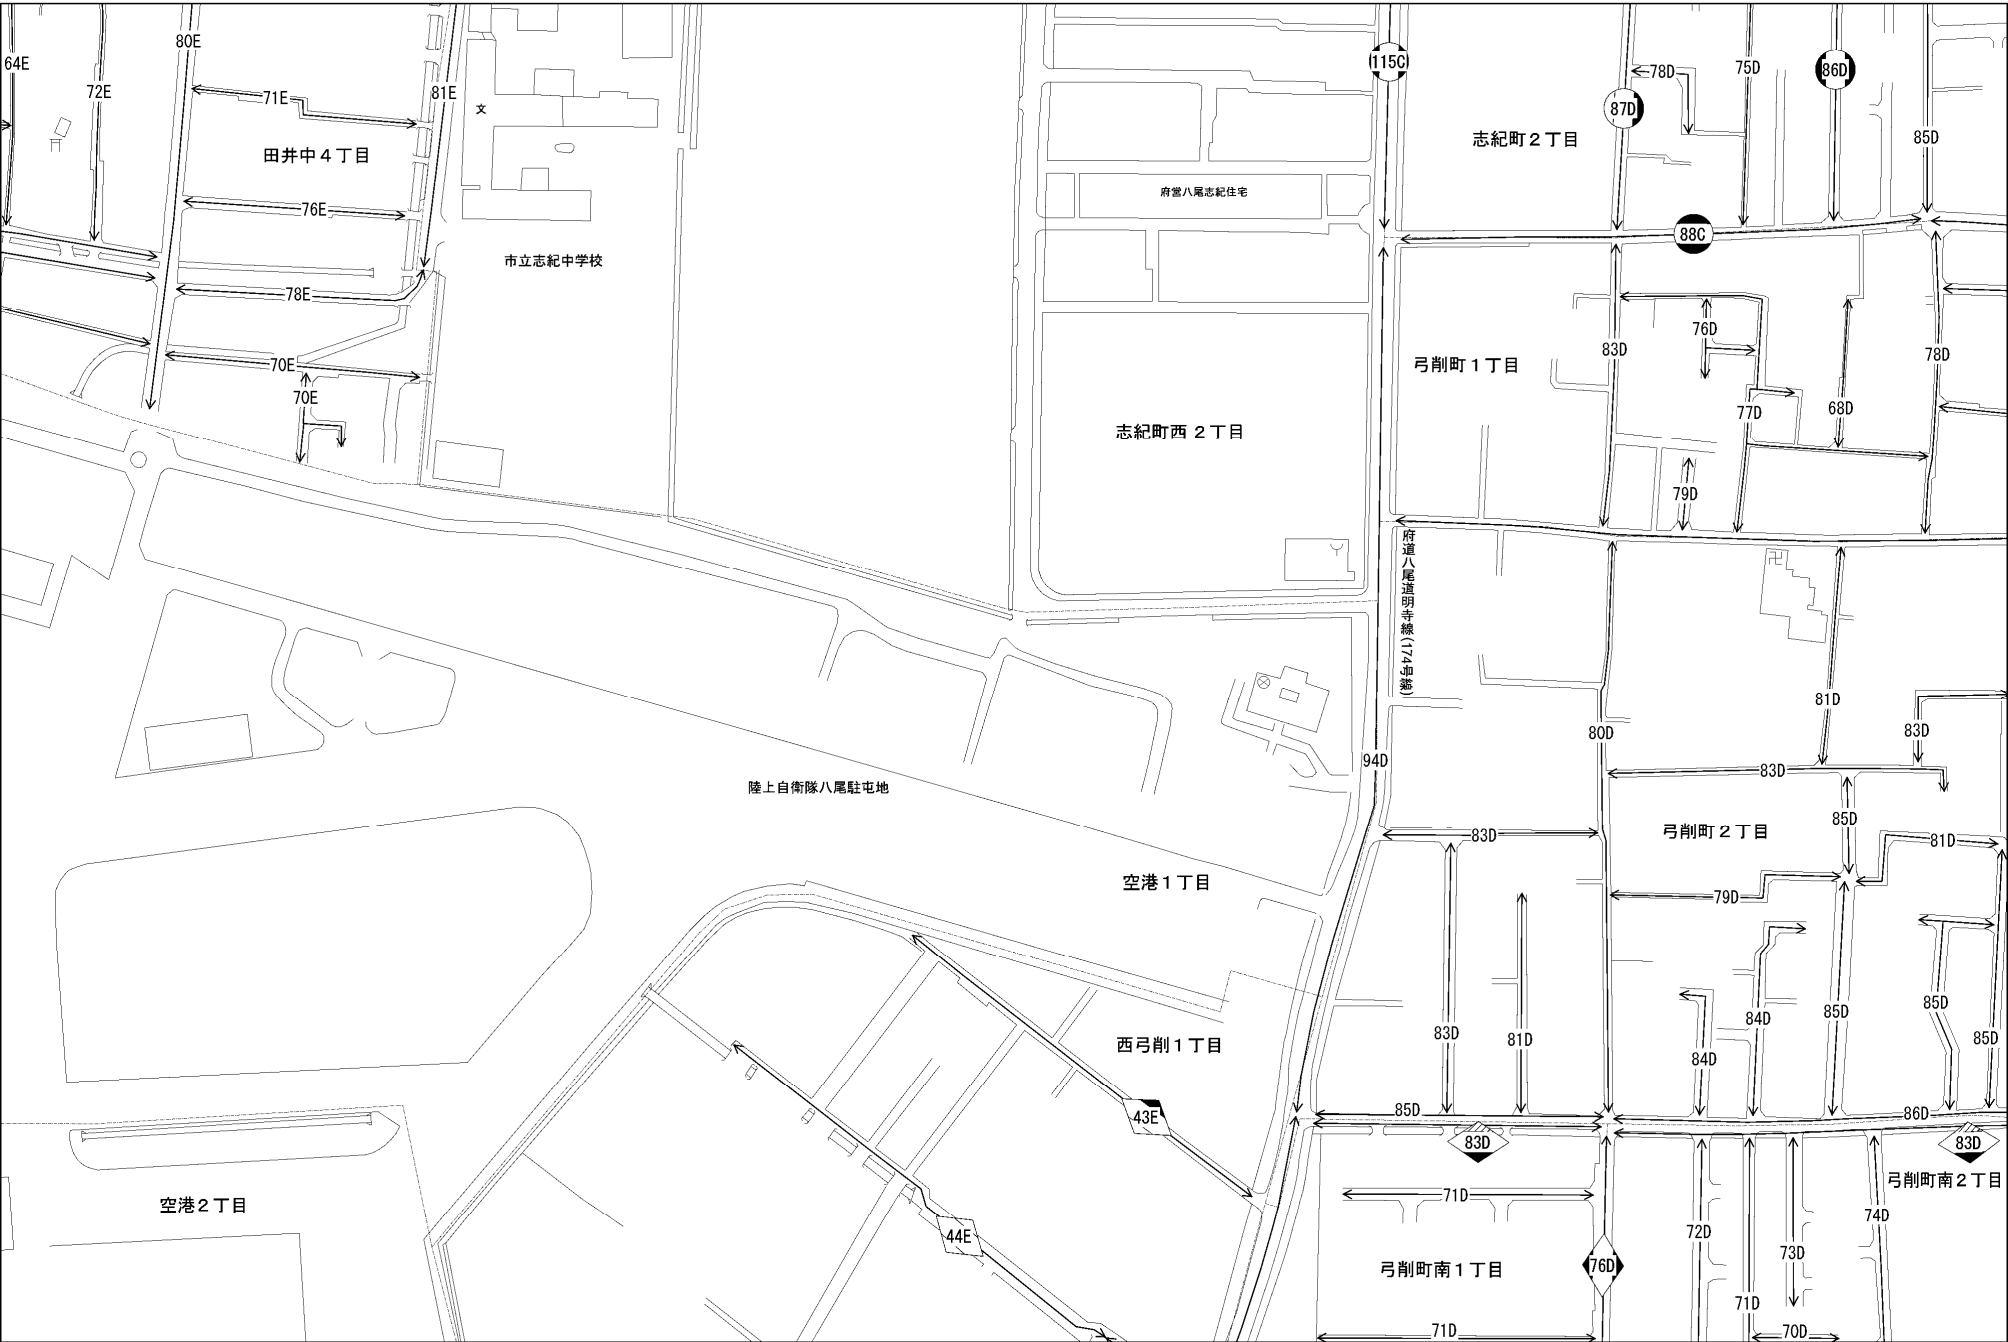 80E
64E
72E
71E
81E
文
田井中４丁目
76E
市立志紀中学校
78E
70E
70E
府営八尾志紀住宅
志紀町西２丁目
115C
87D
78D
75D
86D
85D
志紀町２丁目
88C
83D
76D
弓削町１丁目
78D
77D
68D
79D
府道八尾道明寺線(174号線)
81D
83D
80D
94D
83D
陸上自衛隊八尾駐屯地
85D
弓削町２丁目
83D
81D
空港１丁目
79D
85D
84D
85D
83D
81D
84D
85D
西弓削１丁目
43E
85D
86D
83D
83D
弓削町南２丁目
空港２丁目
71D
74D
72D
73D
44E
弓削町南１丁目
76D
71D
71D
70D